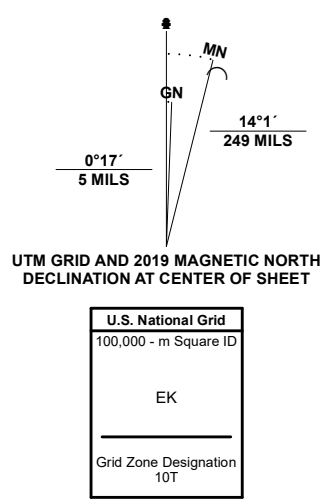 MN
GN
14°1´
249 MILS
0°17´
5 MILS
UTM GRID AND 2019 MAGNETIC NORTH
DECLINATION AT CENTER OF SHEET
U.S. National Grid
100,000 - m Square ID
EK
Grid Zone Designation
10T